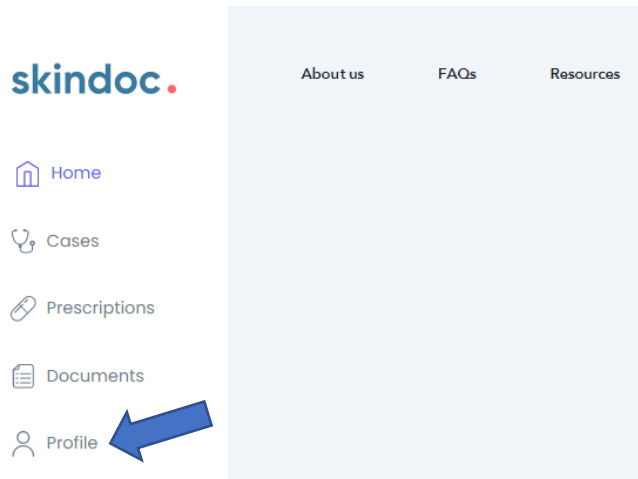 skindoc.
About us FAQs Resources
Home
Cases
Prescriptions
Documents
Profile